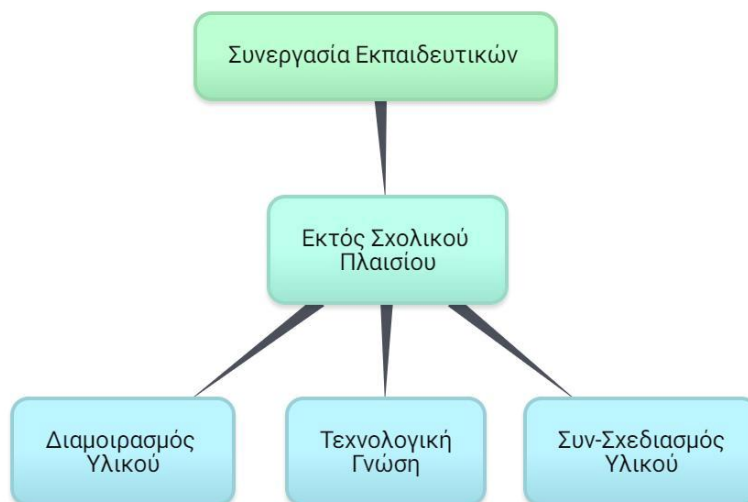 Συνεργασία Εκπαιδευτικών
Εκτός Σχολικού
Πλαισίου
Διαμοιρασμός
Υλικού
Τεχνολογική
Γνώση
Συν-Σχεδιασμός
Υλικού